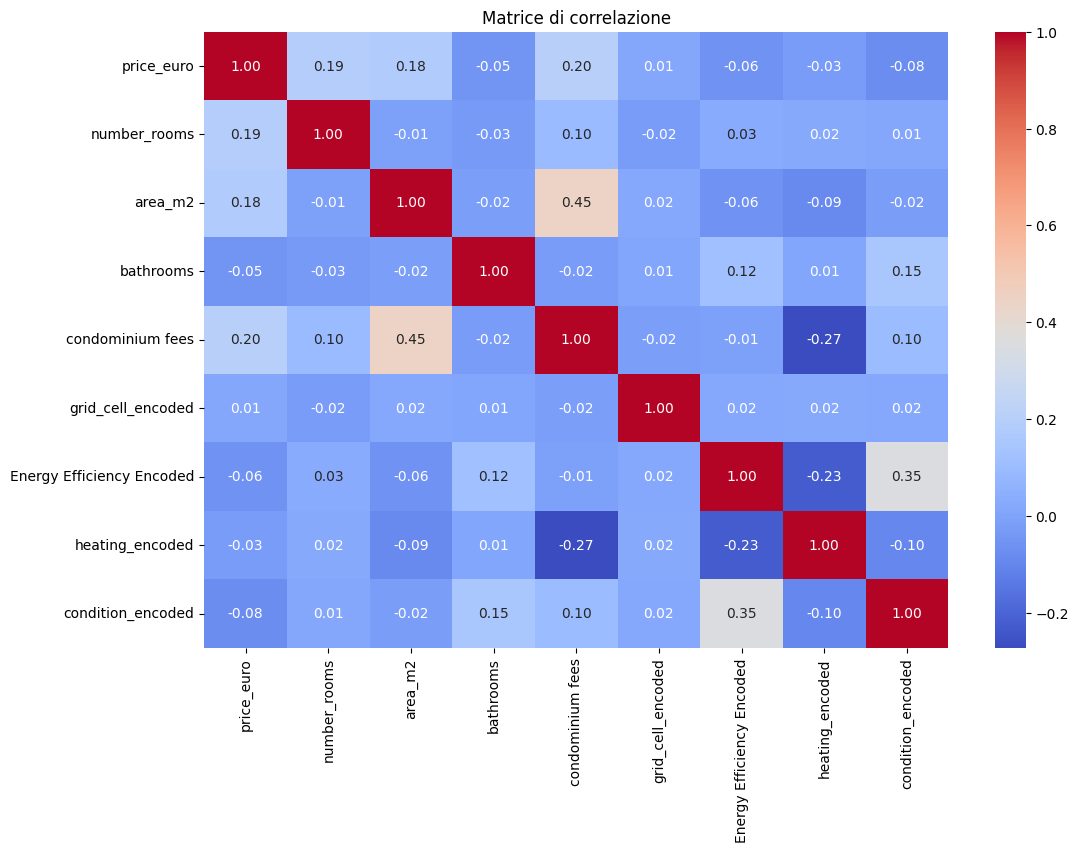 Matrice di correlazione
price_euro 1.00 0.19 0.18 -0.05 0.20 0.01 -0.06 -0.03 -0.08
number_rooms 0.19 1.00 -0.01 -0.03 0.10 -0.02 0.03 0.02 0.01
area_m2 0.18 -0.01 1.00 -0.02 0.45 0.02 -0.06 -0.09 -0.02
bathrooms -0.05 -0.03 -0.02 1.00 -0.02 0.01 0.12 0.01 0.15
condominium fees 0.20 0.10 0.45 -0.02 1.00 -0.02 -0.01 -0.27 0.10
grid_cell_encoded 0.01 -0.02 0.02 0.01 -0.02 1.00 0.02 0.02 0.02
Energy Efficiency Encoded -0.06 0.03 -0.06 0.12 -0.01 0.02 1.00 -0.23 0.35
heating_encoded -0.03 0.02 -0.09 0.01 -0.27 0.02 -0.23 1.00 -0.10
condition_encoded -0.08 0.01 -0.02 0.15 0.10 0.02 0.35 -0.10 1.00
price_euro
number_rooms
area_m2
bathrooms
condominium fees
grid_cell_encoded
Energy Efficiency Encoded
heating_encoded
condition_encoded
1.0
0.8
0.6
0.4
0.2
0.0
−0.2